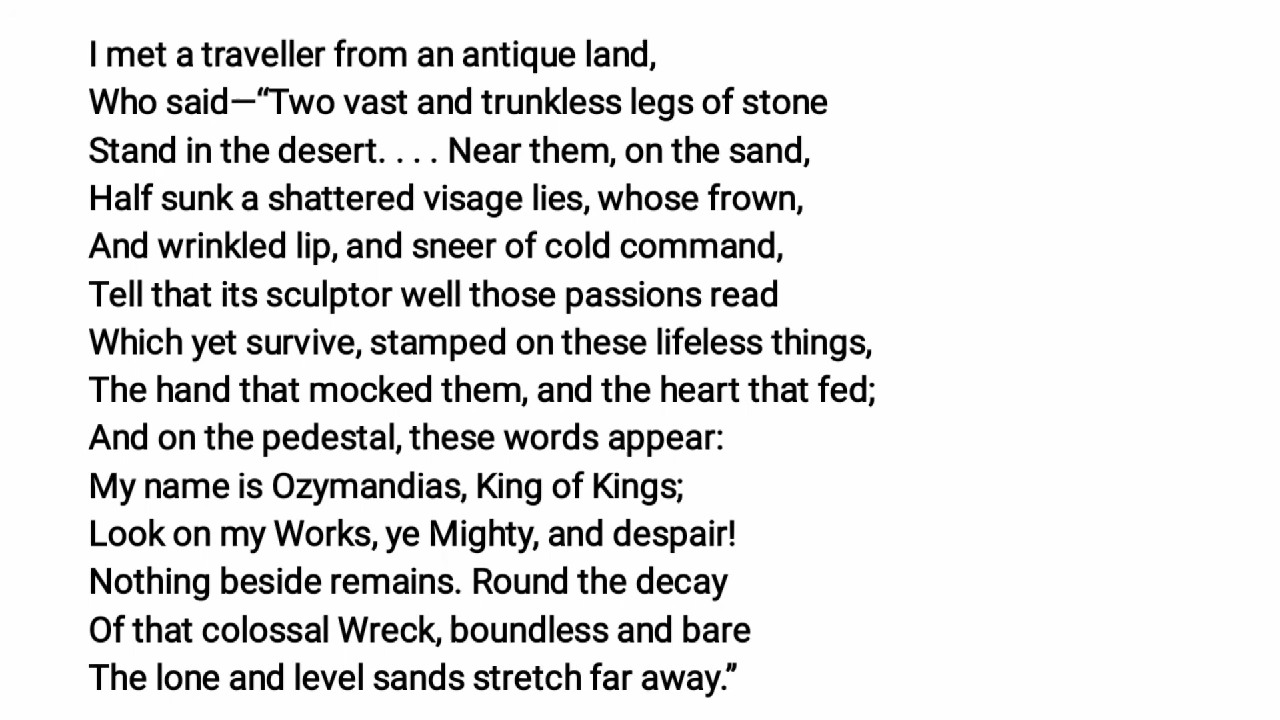 I met a traveller from an antique land,
Who said—“Two vast and trunkless legs of stone
Stand in the desert. . . . Near them, on the sand,
Half sunk a shattered visage lies, whose frown,
And wrinkled lip, and sneer of cold command,
Tell that its sculptor well those passions read
Which yet survive, stamped on these lifeless things,
The hand that mocked them, and the heart that fed;
And on the pedestal, these words appear:
My name is Ozymandias, King of Kings;
Look on my Works, ye Mighty, and despair!
Nothing beside remains. Round the decay
Of that colossal Wreck, boundless and bare
The lone and level sands stretch far away.”